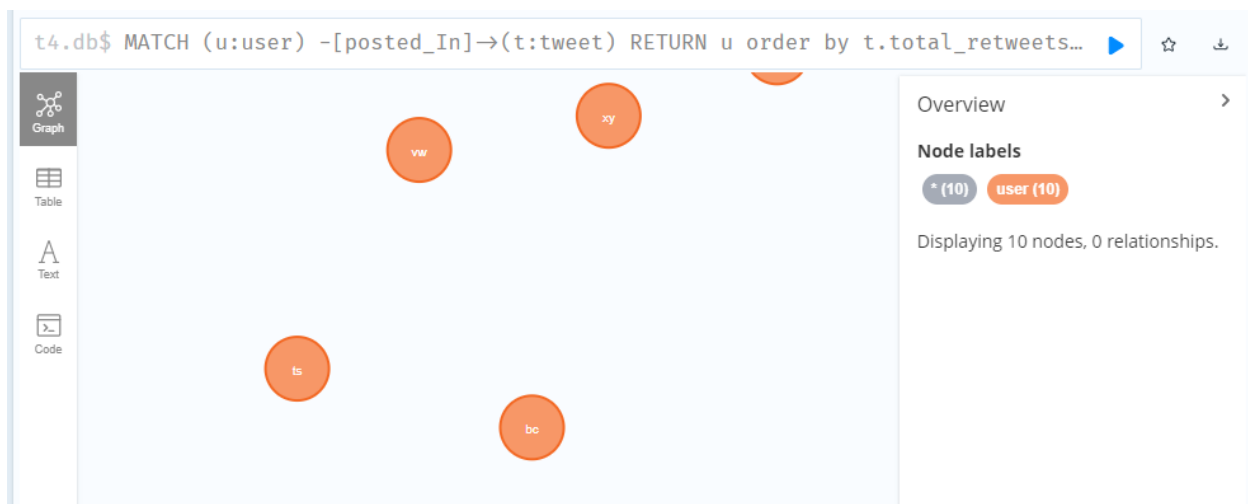 t4.db$ MATCH (u:user) -[posted_In]→(t:tweet) RETURN u order by t.total_retweets…
Graph
Table
A
Text
Code
xy
vw
ts
bc
Overview
Node labels
* (10) user (10)
Displaying 10 nodes, 0 relationships.